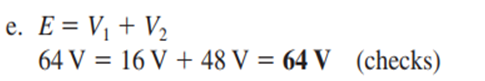 e. E = V₁ + V₂
64 V = 16 V + 48 V = 64 V (checks)